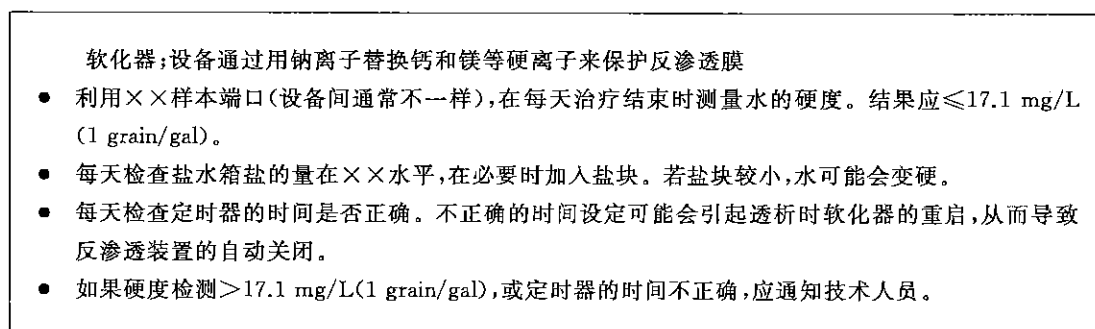 软化器;设备通过用钠离子替换钙和镁等硬离子来保护反渗透膜
● 利用××样本端口(设备间通常不一样),在每天治疗结束时测量水的硬度。结果应≤17.1 mg/L
(1 grain/gal)。
● 每天检查盐水箱盐的量在××水平,在必要时加入盐块。若盐块较小,水可能会变硬。
● 每天检查定时器的时间是否正确。不正确的时间设定可能会引起透析时软化器的重启,从而导致
反渗透装置的自动关闭。
● 如果硬度检测>17.1 mg/L(1 grain/gal),或定时器的时间不正确,应通知技术人员。